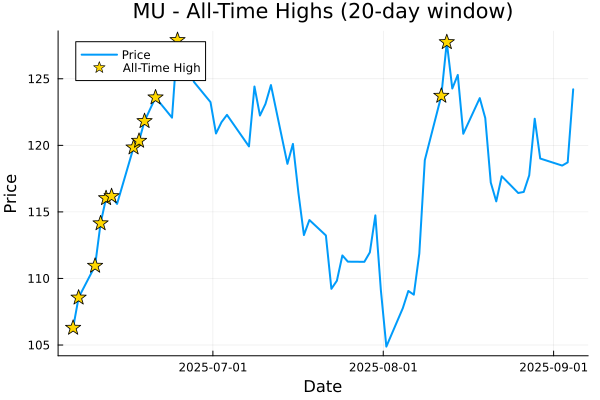 MU - All-Time Highs (20-day window)
Price
All-Time High
125
120
115
110
105
Price
2025-07-01
2025-08-01
2025-09-01
Date